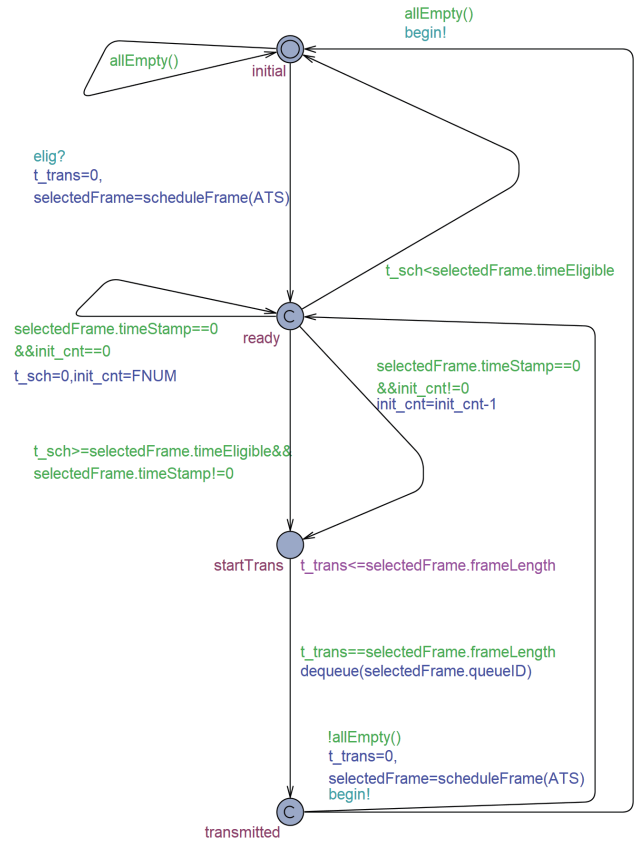 allEmpty()
begin!
allEmpty()
initial
elig?
t_trans=0,
selectedFrame=scheduleFrame(ATS)
t_sch<selectedFrame.timeEligible
C
ready
selectedFrame.timeStamp==0
&&init_cnt==0
t_sch=0,init_cnt=FNUM
selectedFrame.timeStamp==0
&&init_cnt!=0
init_cnt=init_cnt-1
t_sch>=selectedFrame.timeEligible&&
selectedFrame.timeStamp!=0
startTrans
t_trans<=selectedFrame.frameLength
t_trans==selectedFrame.frameLength
dequeue(selectedFrame.queueID)
!allEmpty()
t_trans=0,
selectedFrame=scheduleFrame(ATS)
begin!
C
transmitted